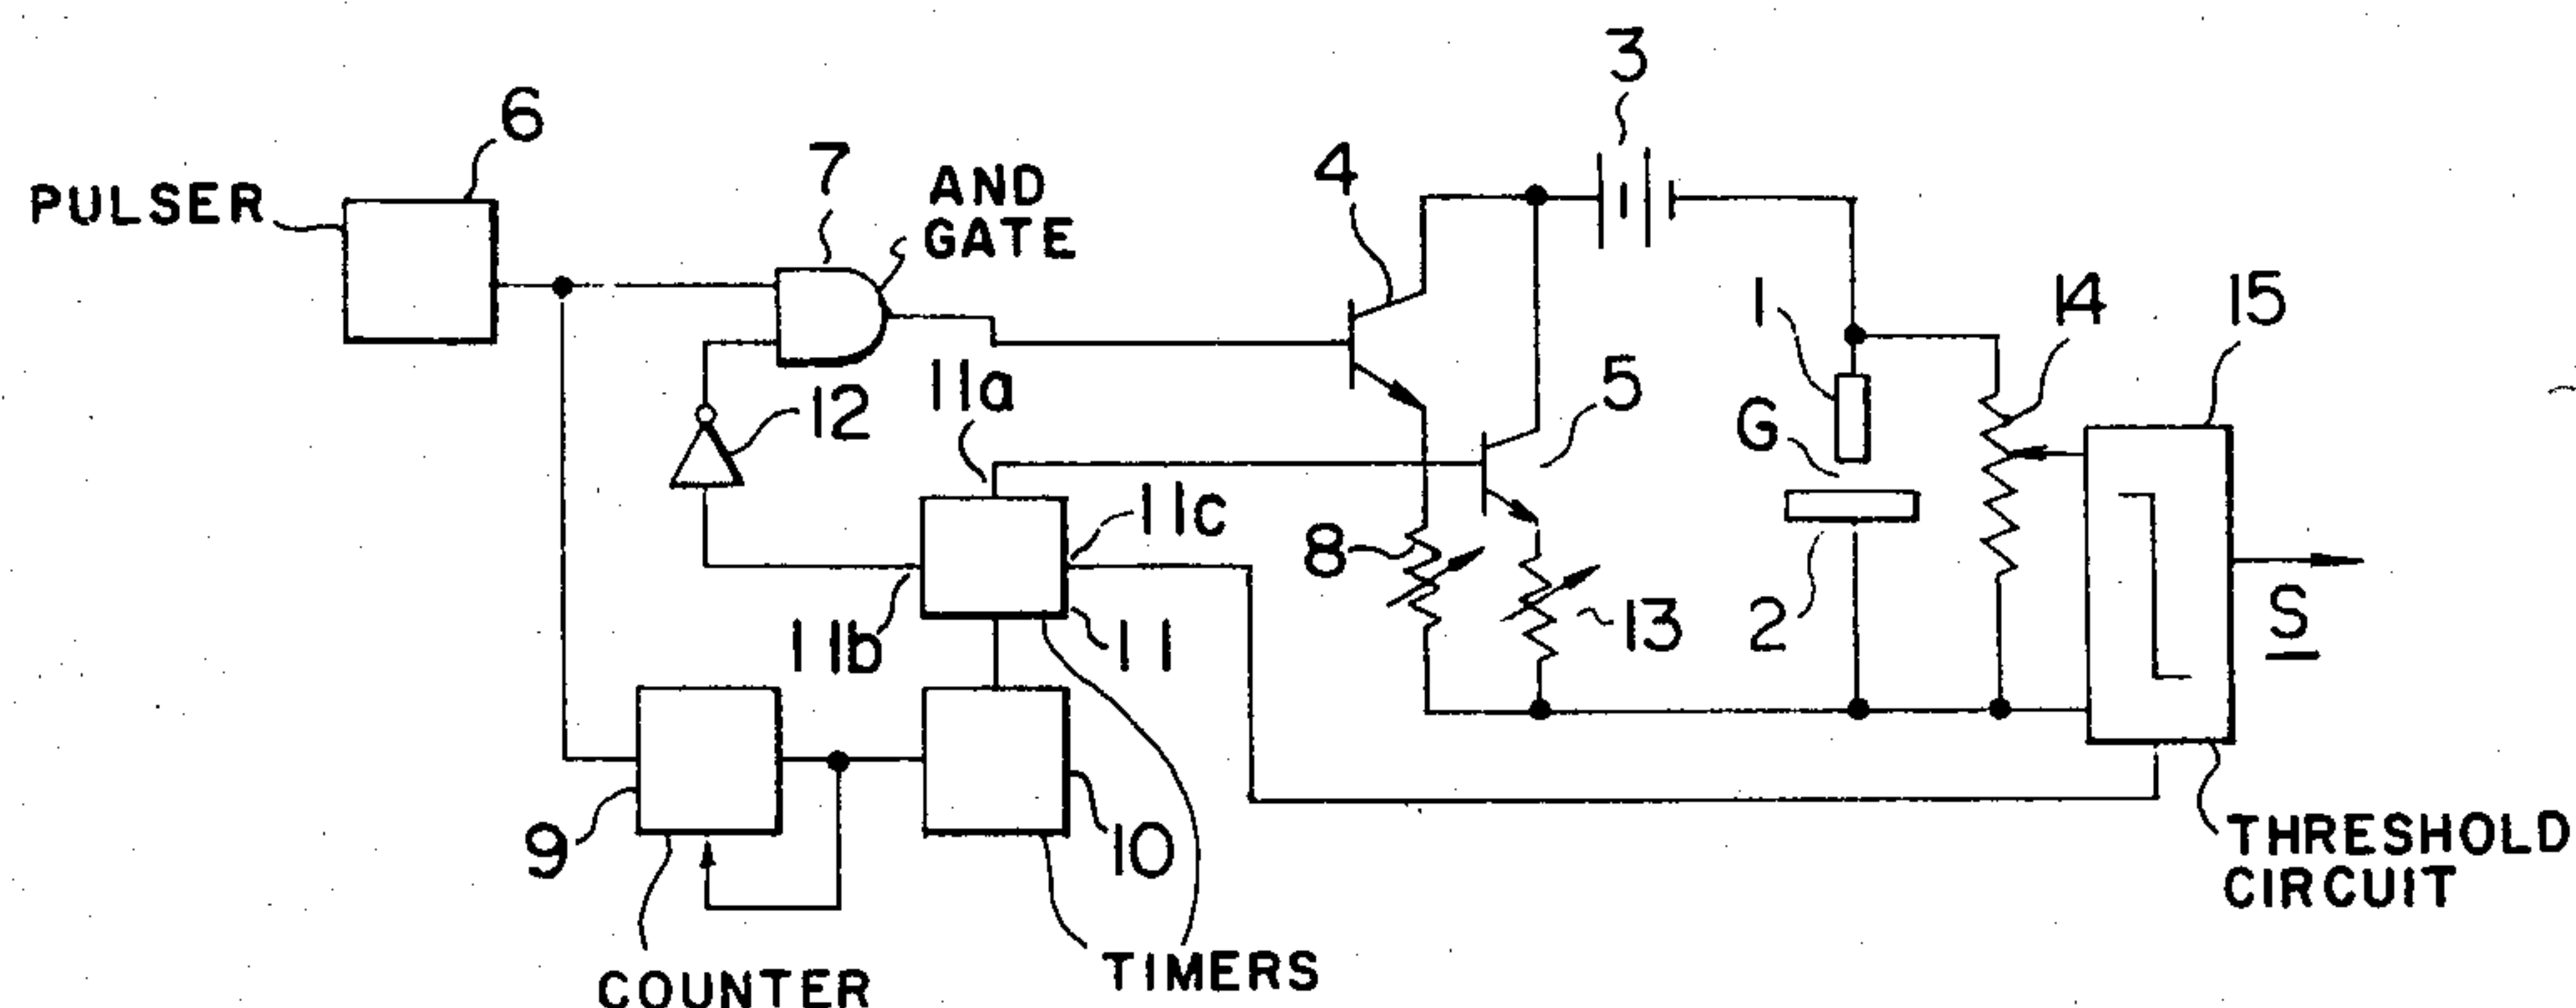 3
6
PULSER
7
AND
GATE
4
1
14
15
11a
12
5
G
11c
8
2
13
S
11b
11
9
10
THRESHOLD
CIRCUIT
TIMERS
COUNTER